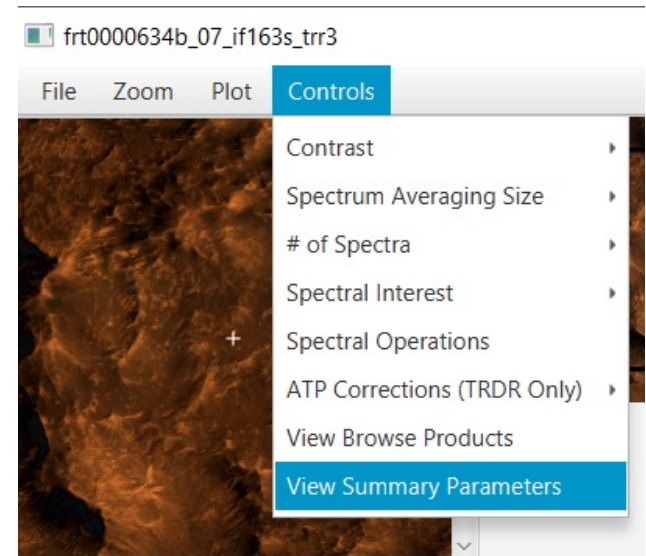 frt0000634b_07_if163s_trr3
File Zoom Plot Controls
Contrast
Spectrum Averaging Size
# of Spectra
Spectral Interest
Spectral Operations
ATP Corrections (TRDR Only)
View Browse Products
View Summary Parameters